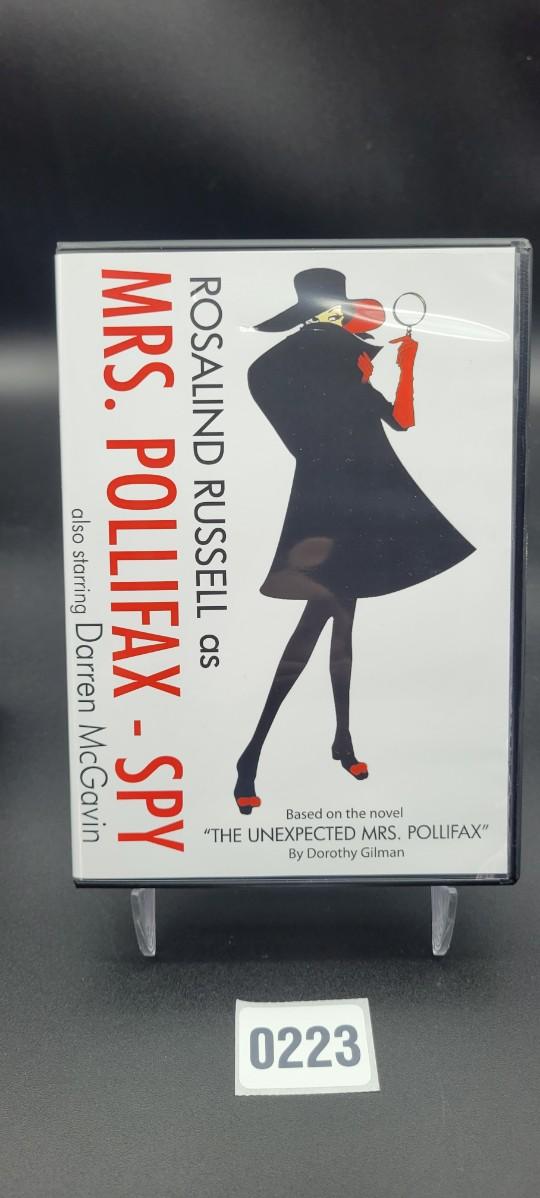 ROSALIND RUSSELL as
MRS. POLLIFAX - SPY
also starring Darren McGavin
Based on the novel
“THE UNEXPECTED MRS. POLLIFAX”
By Dorothy Gilman
0223